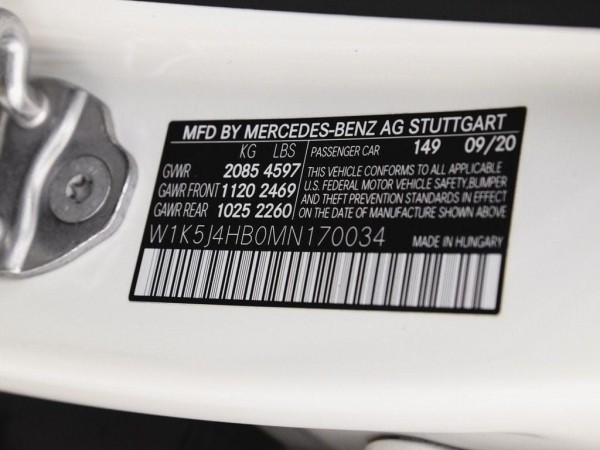 MFD BY MERCEDES-BENZ AG STUTTGART
KG LBS PASSENGER CAR 149 09/20
GVWR 2085 4597
GAWR FRONT 1120 2469
GAWR REAR 1025 2260
THIS VEHICLE CONFORMS TO ALL APPLICABLE
U.S. FEDERAL MOTOR VEHICLE SAFETY,BUMPER
AND THEFT PREVENTION STANDARDS IN EFFECT
ON THE DATE OF MANUFACTURE SHOWN ABOVE.
W1K5J4HB0MN170034 MADE IN HUNGARY